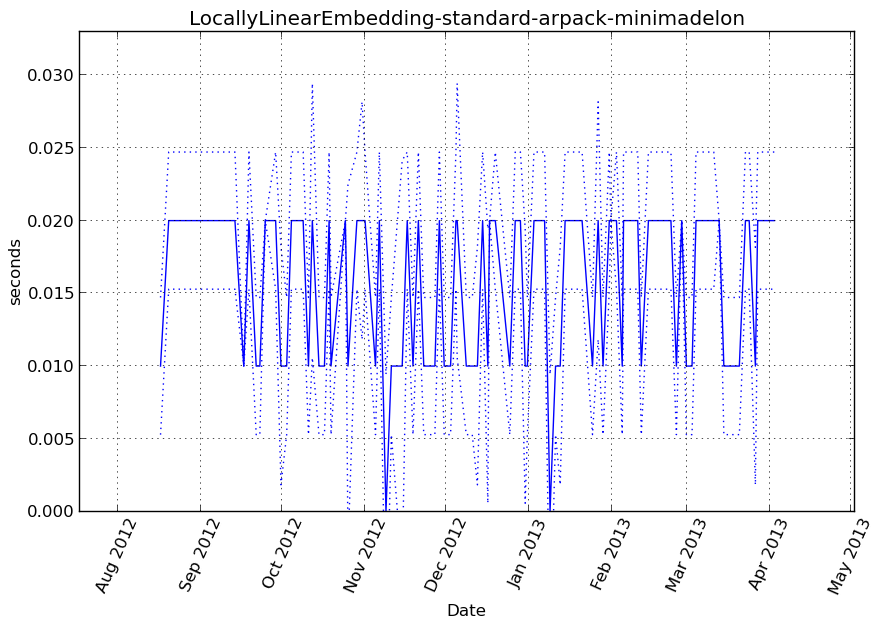 LocallyLinearEmbedding-standard-arpack-minimadelon
0.030
0.025
0.020
0.015
0.010
0.005
0.000
seconds
Aug 2012
Sep 2012
Oct 2012
Nov 2012
Dec 2012
Jan 2013
Feb 2013
Mar 2013
Apr 2013
May 2013
Date